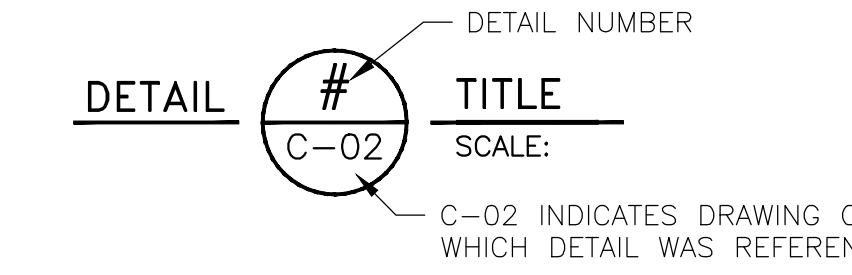 DETAIL NUMBER
DETAIL # TITLE
C-02 SCALE:
C-02 INDICATES DRAWING
WHICH DETAIL WAS